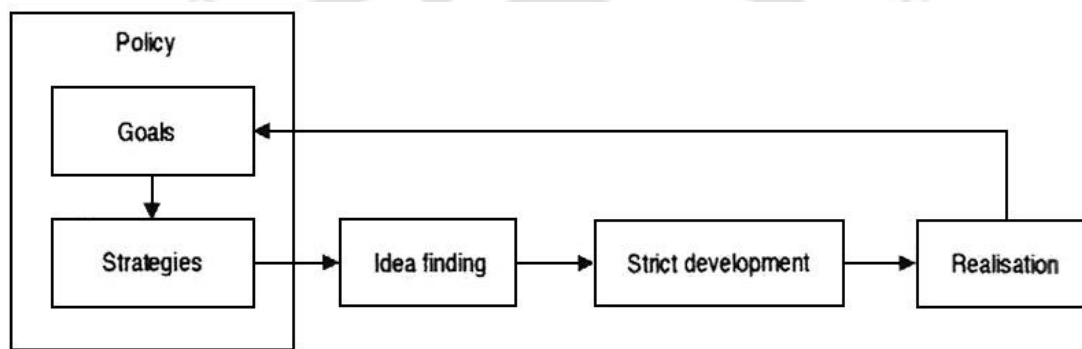 Policy
Goals
Strategies
Idea finding
Strict development
Realisation